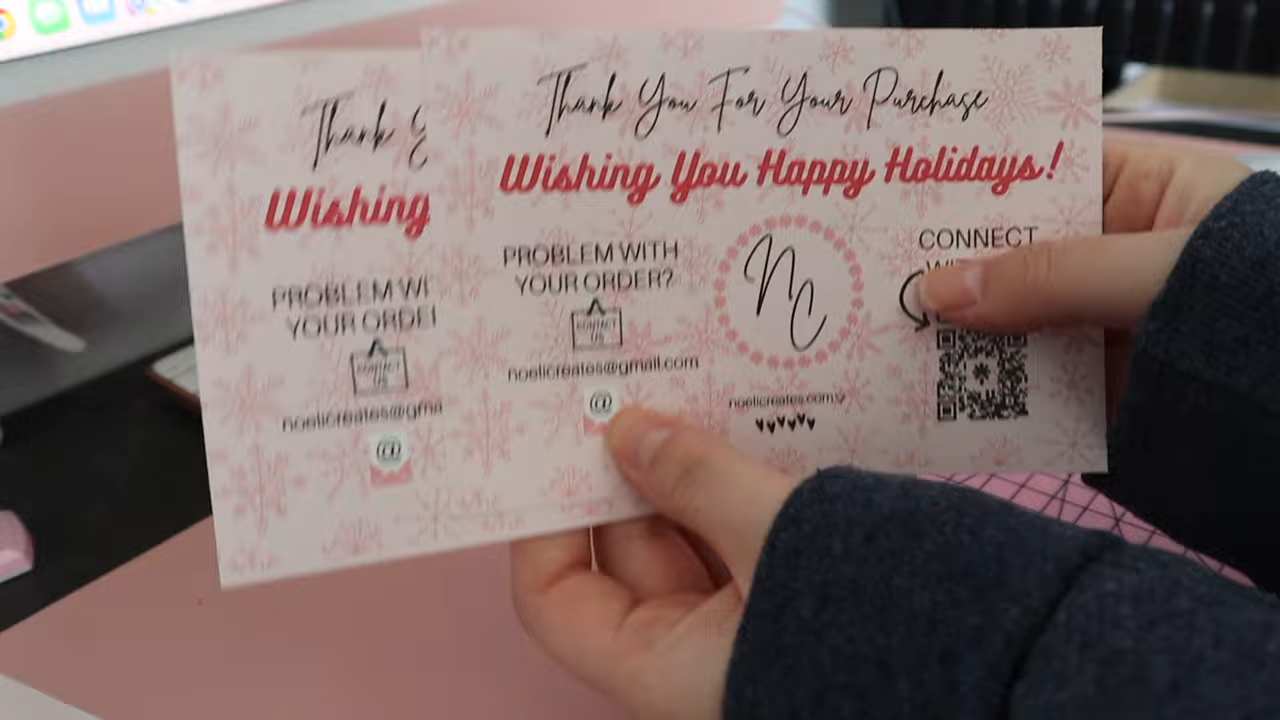 Thank Y
Wishing
PROBLEM WI
YOUR ORDE
CONTACT
US
noelicreates@gma
@
Thank You For Your Purchase
Wishing You Happy Holidays!
PROBLEM WITH
YOUR ORDER?
CONTACT
US
noelicreates@gmail.com
@
NC
noelicreates.com
CONNECT